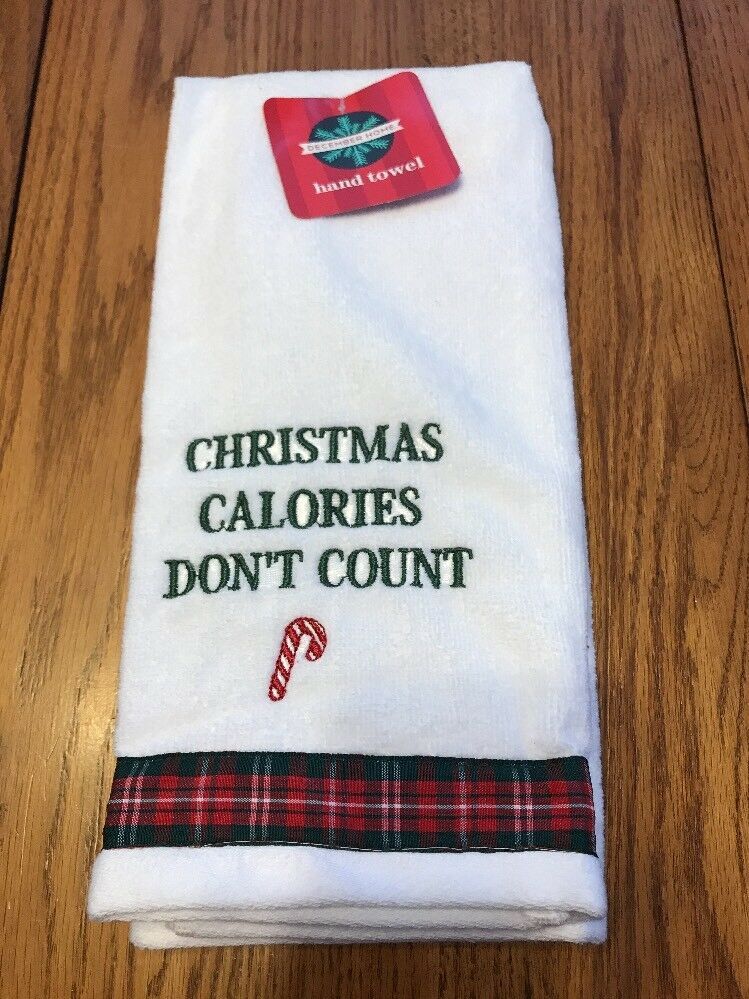 DECEMBER HOME
hand towel
CHRISTMAS
CALORIES
DON'T COUNT